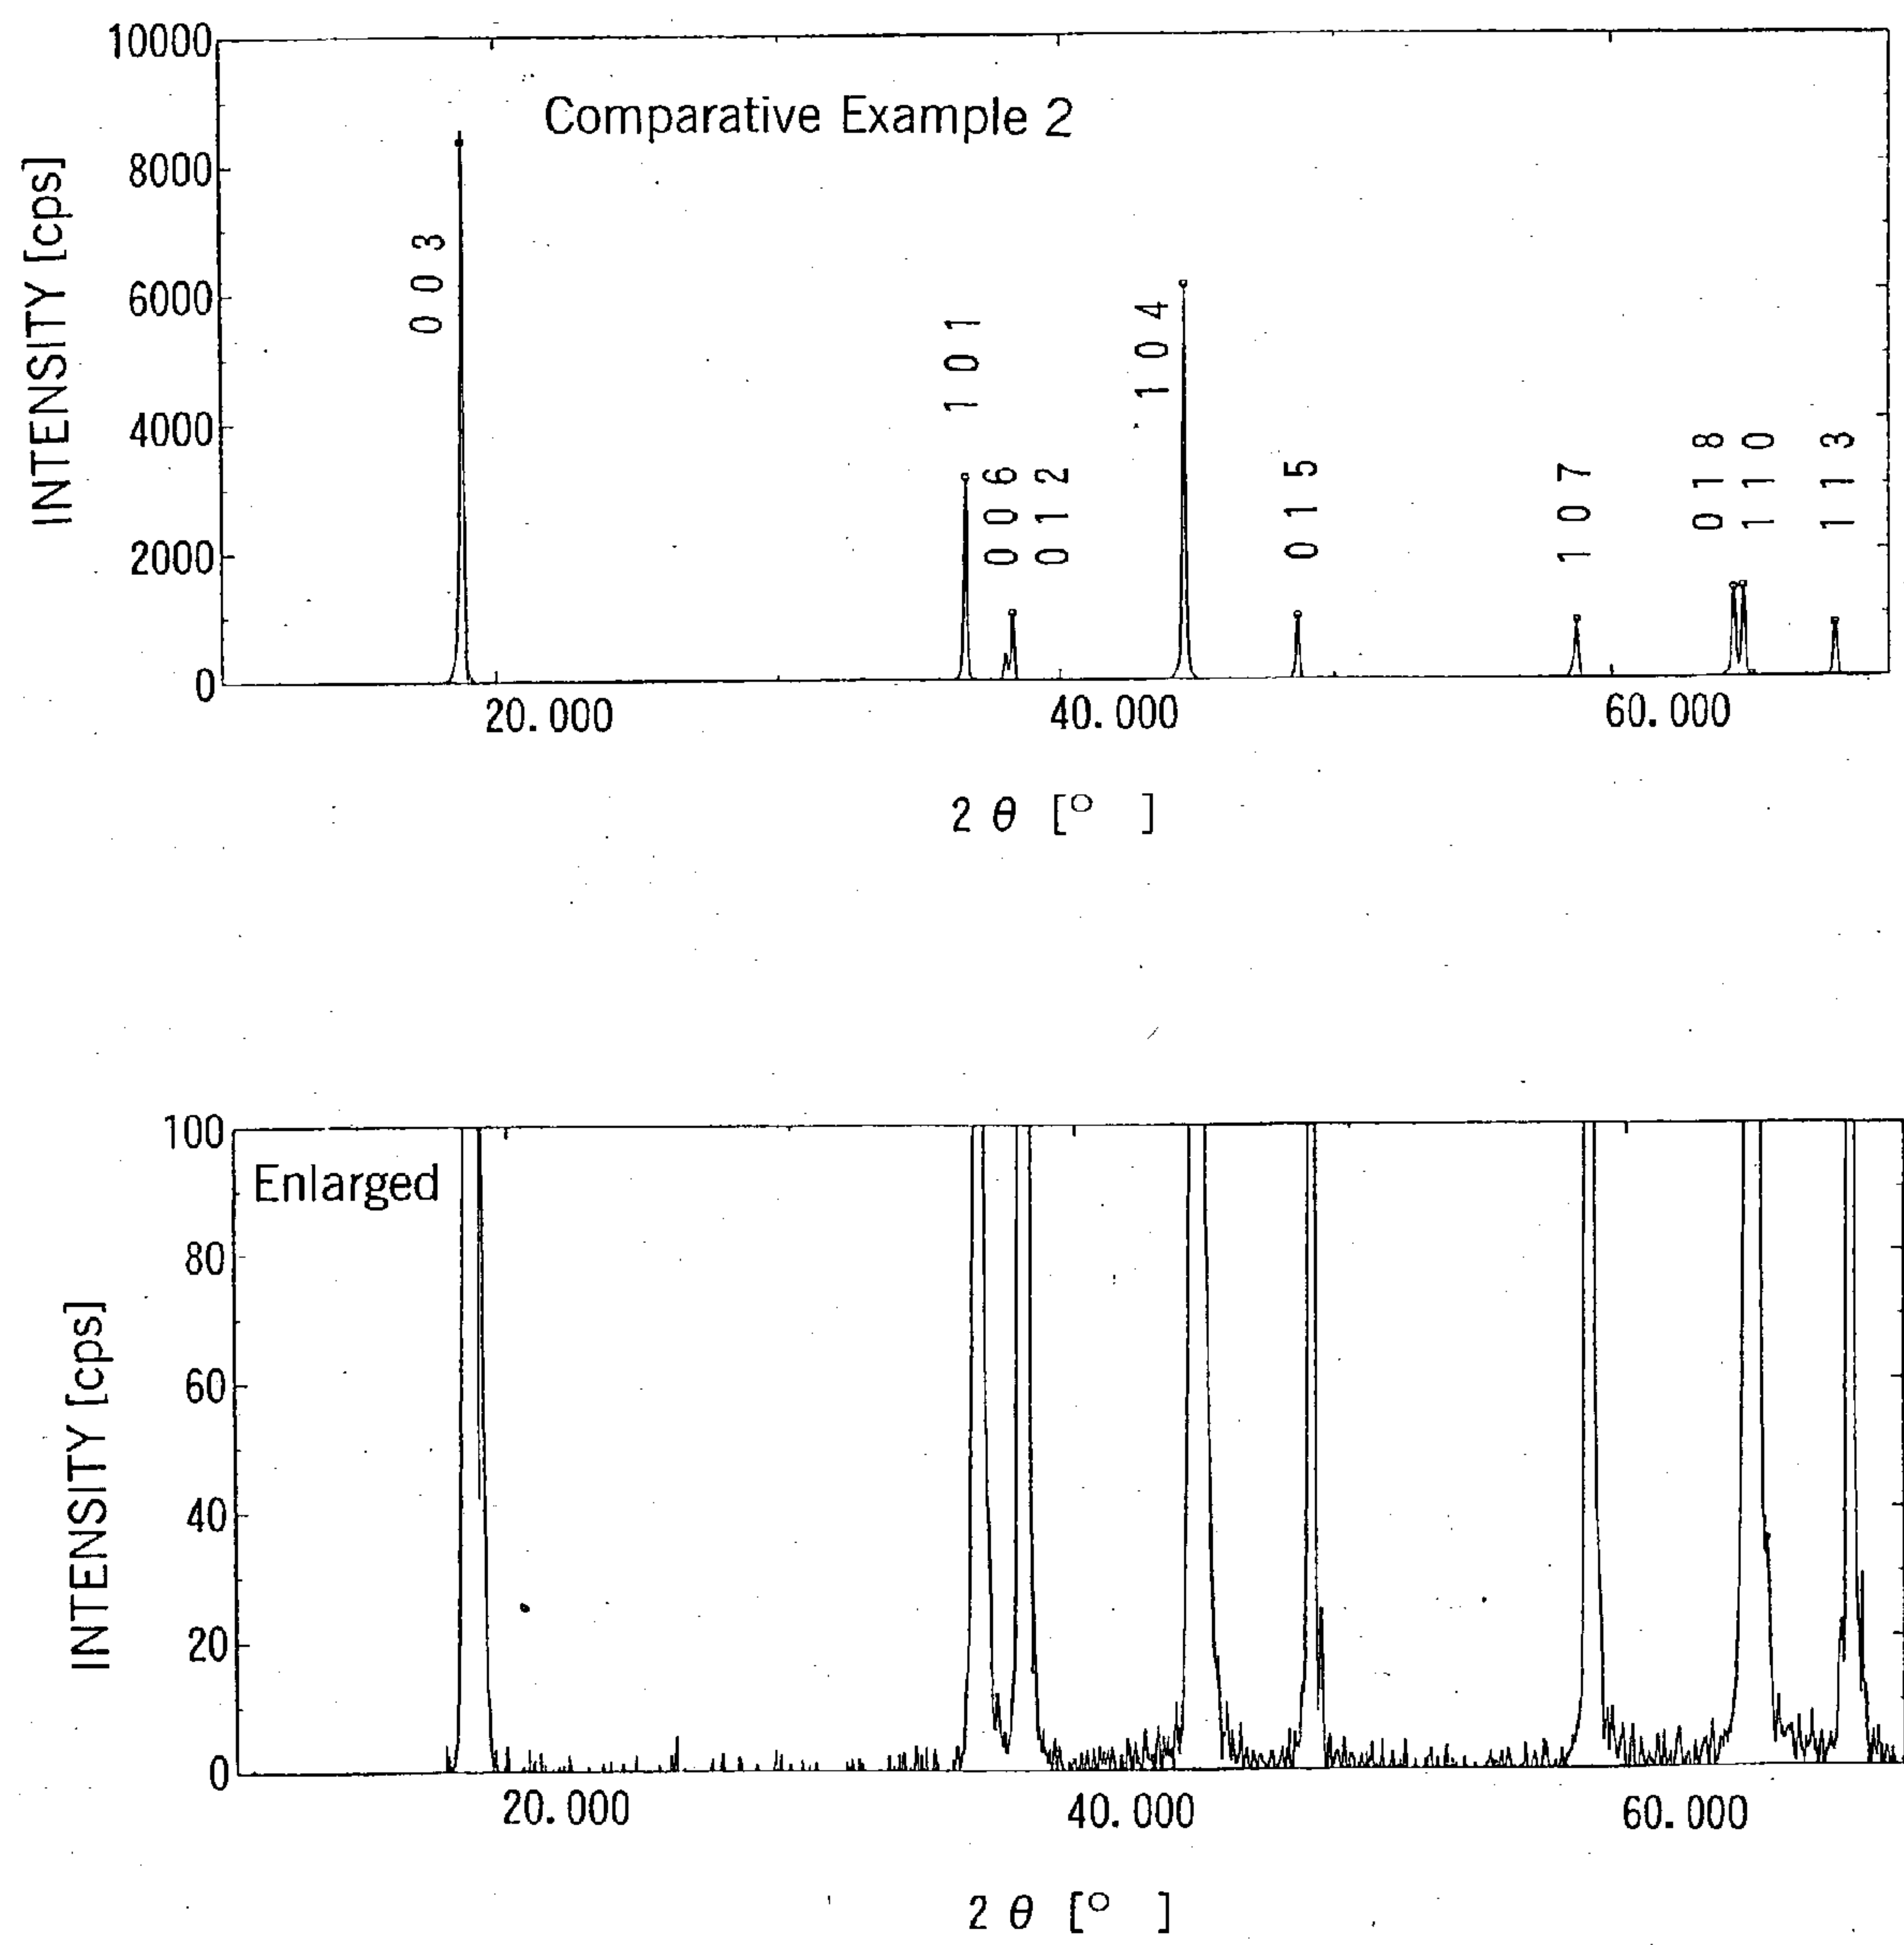 10000
8000
6000
4000
2000
0
INTENSITY [cps]
Comparative Example 2
0 0 3
1 0 1
0 0 6
0 1 2
1 0 4
0 1 5
1 0 7
0 1 8
1 1 0
1 1 3
20.000
40.000
60.000
2 θ [° ]
100
80
60
40
20
0
INTENSITY [cps]
Enlarged
20.000
40.000
60.000
2 θ [° ]